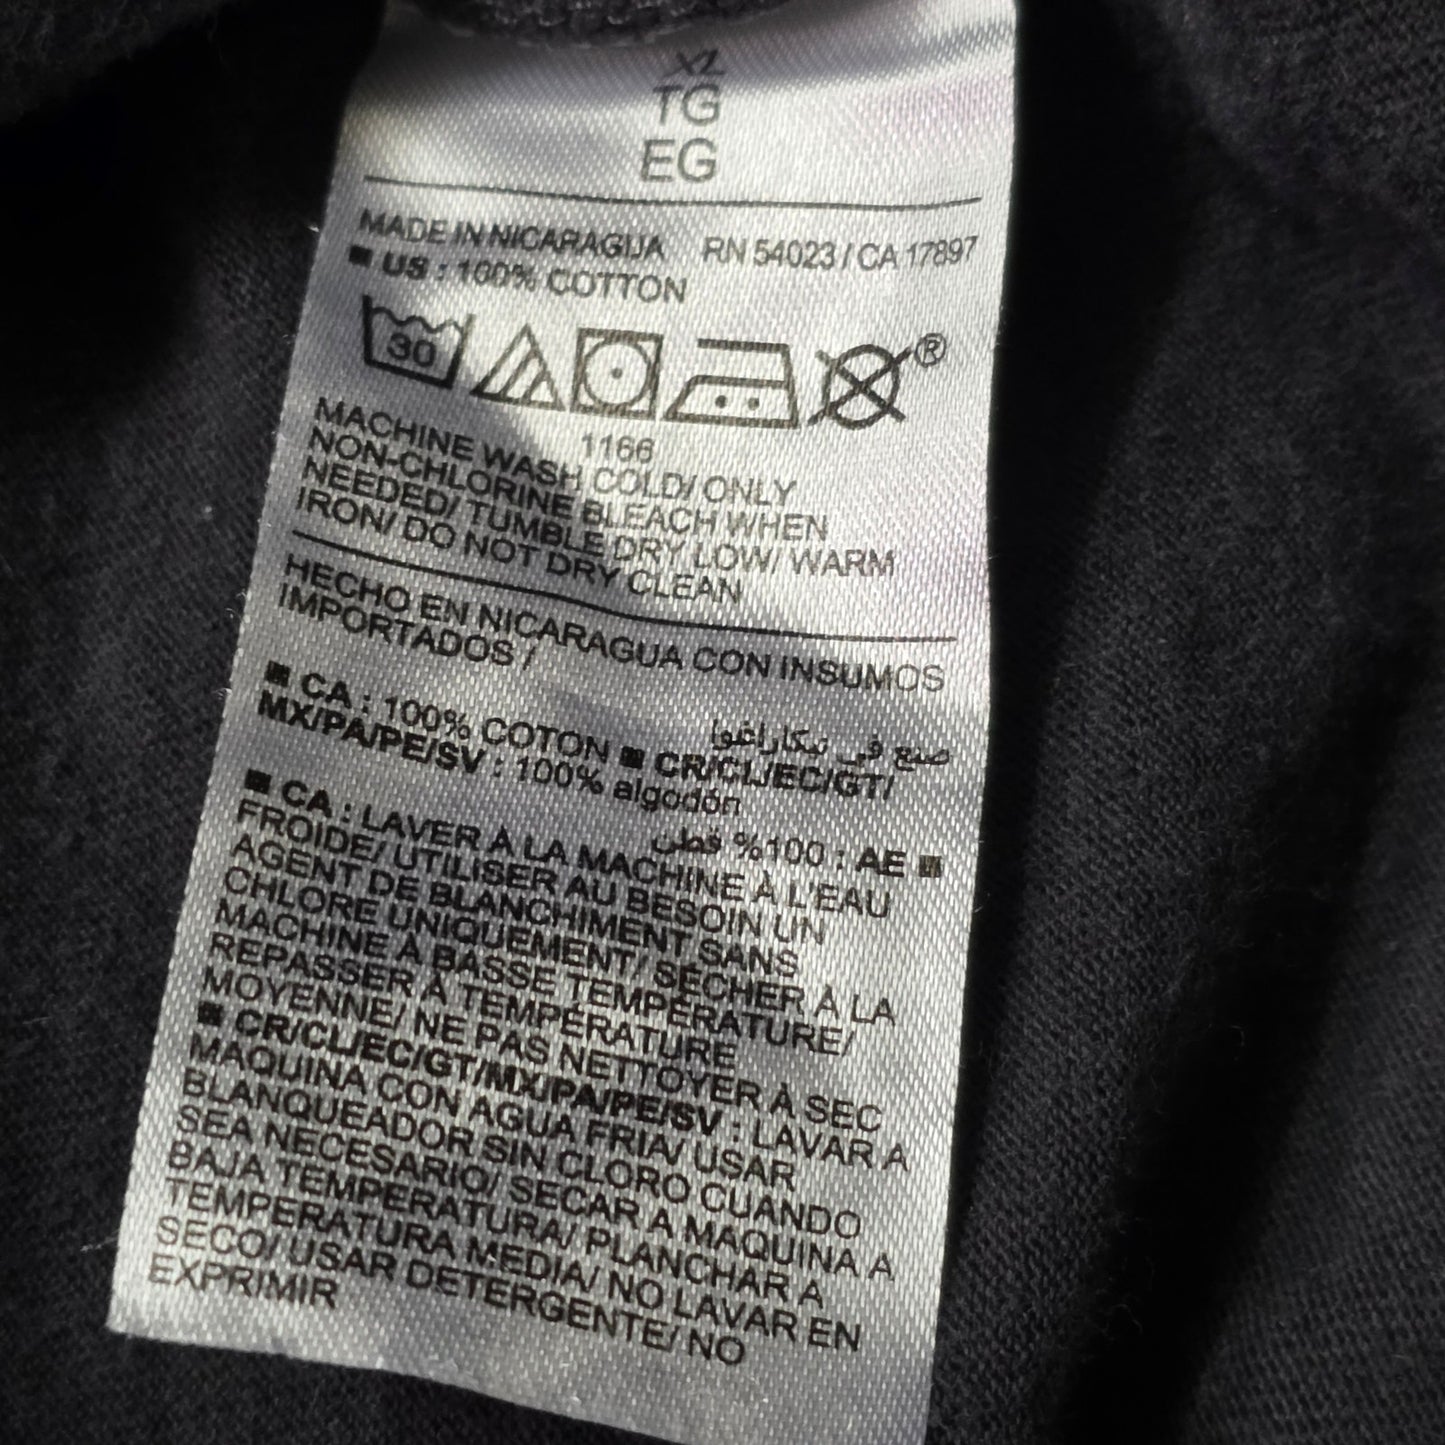 XL
TG
EG
MADE IN NICARAGUA RN 54023 / CA 17897
■ US : 100% COTTON
30 ®
1166
MACHINE WASH COLD/ ONLY
NON-CHLORINE BLEACH WHEN
NEEDED/ TUMBLE DRY LOW/ WARM
IRON/ DO NOT DRY CLEAN
HECHO EN NICARAGUA CON INSUMOS
IMPORTADOS /
صنع في نيكاراغوا
■ CA : 100% COTON ■ CR/CL/EC/GT/
MX/PA/PE/SV : 100% algodón
■ AE : 100% قطن
■ CA : LAVER À LA MACHINE À L'EAU
FROIDE/ UTILISER AU BESOIN UN
AGENT DE BLANCHIMENT SANS
CHLORE UNIQUEMENT/ SÉCHER À LA
MACHINE À BASSE TEMPÉRATURE/
REPASSER À TEMPÉRATURE
MOYENNE/ NE PAS NETTOYER À SEC
■ CR/CL/EC/GT/MX/PA/PE/SV : LAVAR A
MAQUINA CON AGUA FRIA/ USAR
BLANQUEADOR SIN CLORO CUANDO
SEA NECESARIO/ SECAR A MAQUINA A
BAJA TEMPERATURA/ PLANCHAR A
TEMPERATURA MEDIA/ NO LAVAR EN
SECO/ USAR DETERGENTE/ NO
EXPRIMIR